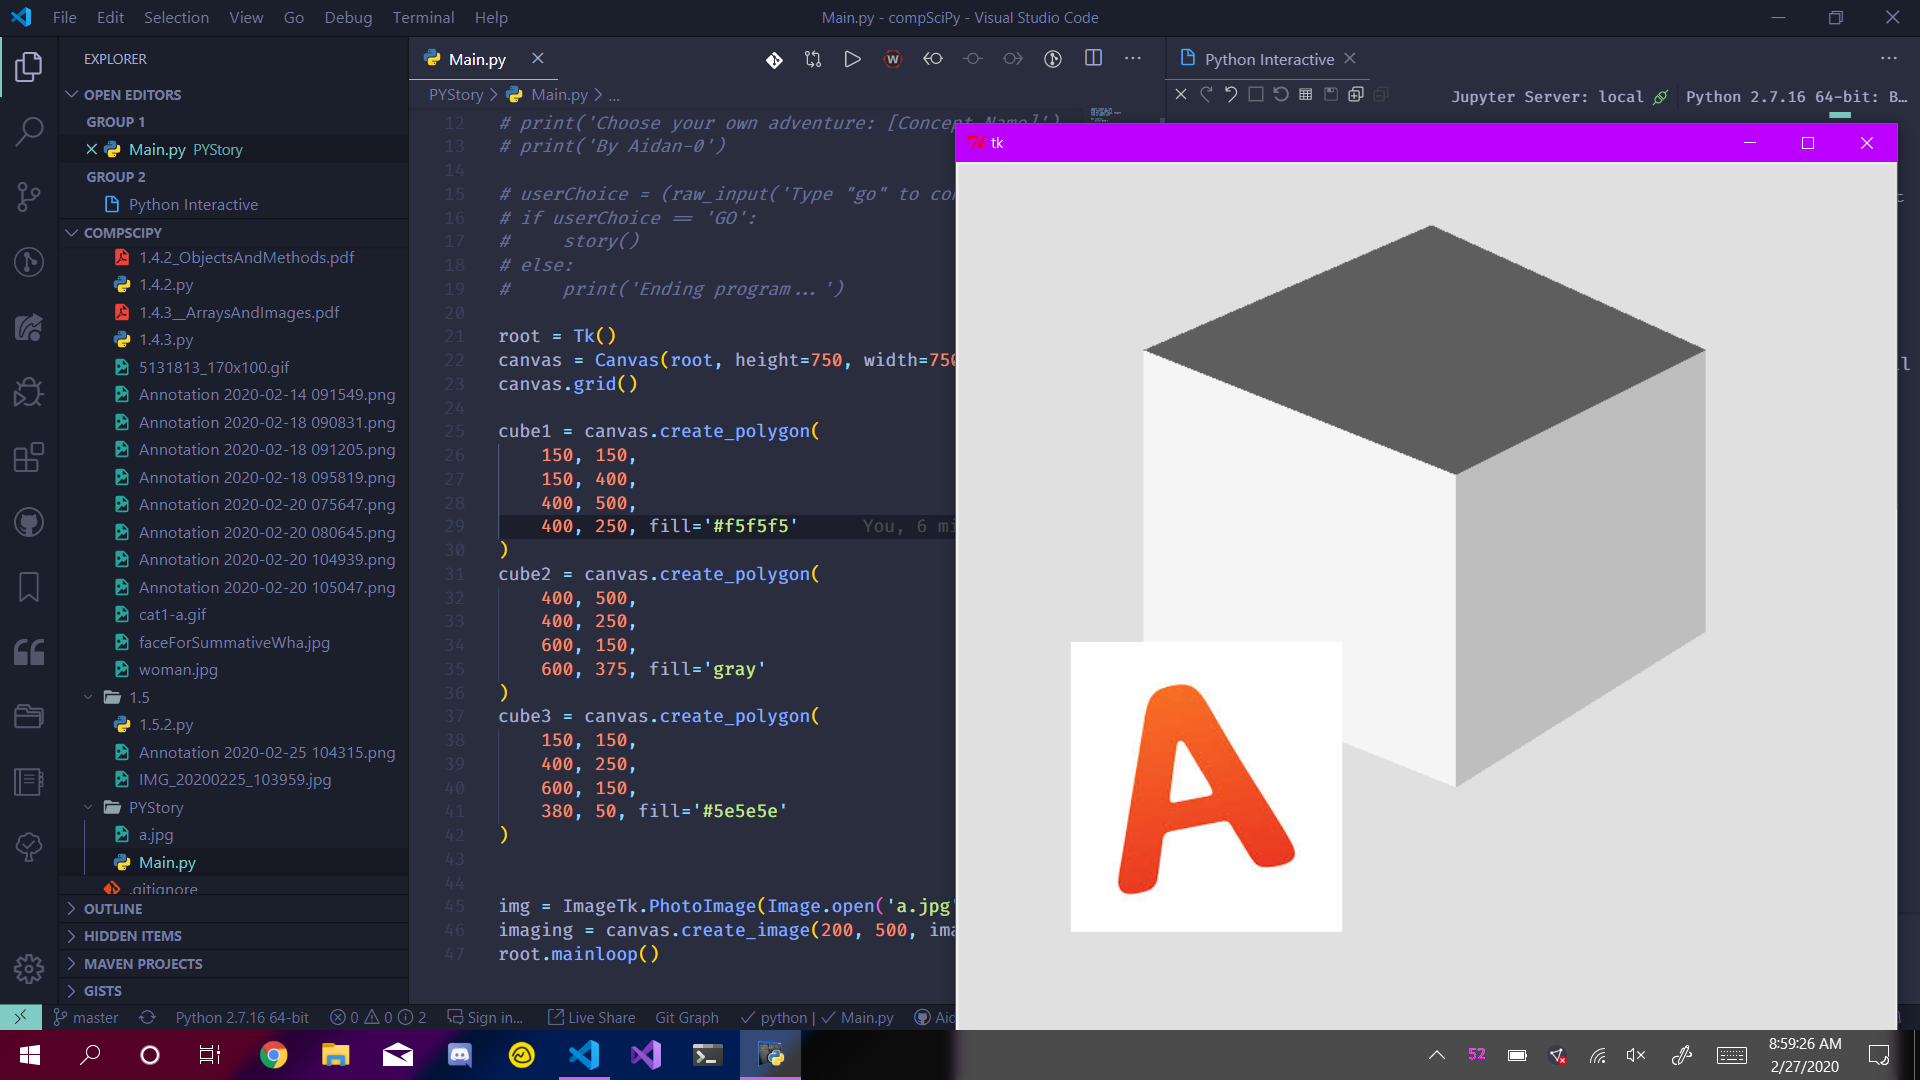 File Edit Selection View Go Debug Terminal Help
Main.py - compSciPy - Visual Studio Code
EXPLORER
OPEN EDITORS
GROUP 1
Main.py PYStory
GROUP 2
Python Interactive
COMPSCIPY
1.4.2_ObjectsAndMethods.pdf
1.4.2.py
1.4.3__ArraysAndImages.pdf
1.4.3.py
5131813_170x100.gif
Annotation 2020-02-14 091549.png
Annotation 2020-02-18 090831.png
Annotation 2020-02-18 091205.png
Annotation 2020-02-18 095819.png
Annotation 2020-02-20 075647.png
Annotation 2020-02-20 080645.png
Annotation 2020-02-20 104939.png
Annotation 2020-02-20 105047.png
cat1-a.gif
faceForSummativeWha.jpg
woman.jpg
1.5
1.5.2.py
Annotation 2020-02-25 104315.png
IMG_20200225_103959.jpg
PYStory
a.jpg
Main.py
.gitignore
OUTLINE
HIDDEN ITEMS
MAVEN PROJECTS
GISTS
Main.py
PYStory > Main.py > ...
12 # print('Choose your own adventure: [Concept Name]')
13 # print('By Aidan-0')
14
15 # userChoice = (raw_input('Type "go" to con
16 # if userChoice == 'GO':
17 #     story()
18 # else:
19 #     print('Ending program...')
20
21 root = Tk()
22 canvas = Canvas(root, height=750, width=750
23 canvas.grid()
24
25 cube1 = canvas.create_polygon(
26     150, 150,
27     150, 400,
28     400, 500,
29     400, 250, fill='#f5f5f5' You, 6 mi
30 )
31 cube2 = canvas.create_polygon(
32     400, 500,
33     400, 250,
34     600, 150,
35     600, 375, fill='gray'
36 )
37 cube3 = canvas.create_polygon(
38     150, 150,
39     400, 250,
40     600, 150,
41     380, 50, fill='#5e5e5e'
42 )
43
44
45 img = ImageTk.PhotoImage(Image.open('a.jpg'
46 imaging = canvas.create_image(200, 500, ima
47 root.mainloop()
Python Interactive
Jupyter Server: local
Python 2.7.16 64-bit: B...
tk
A
master
Python 2.7.16 64-bit
0 0 2
Sign in...
Live Share
Git Graph
python | Main.py
52
8:59:26 AM
2/27/2020